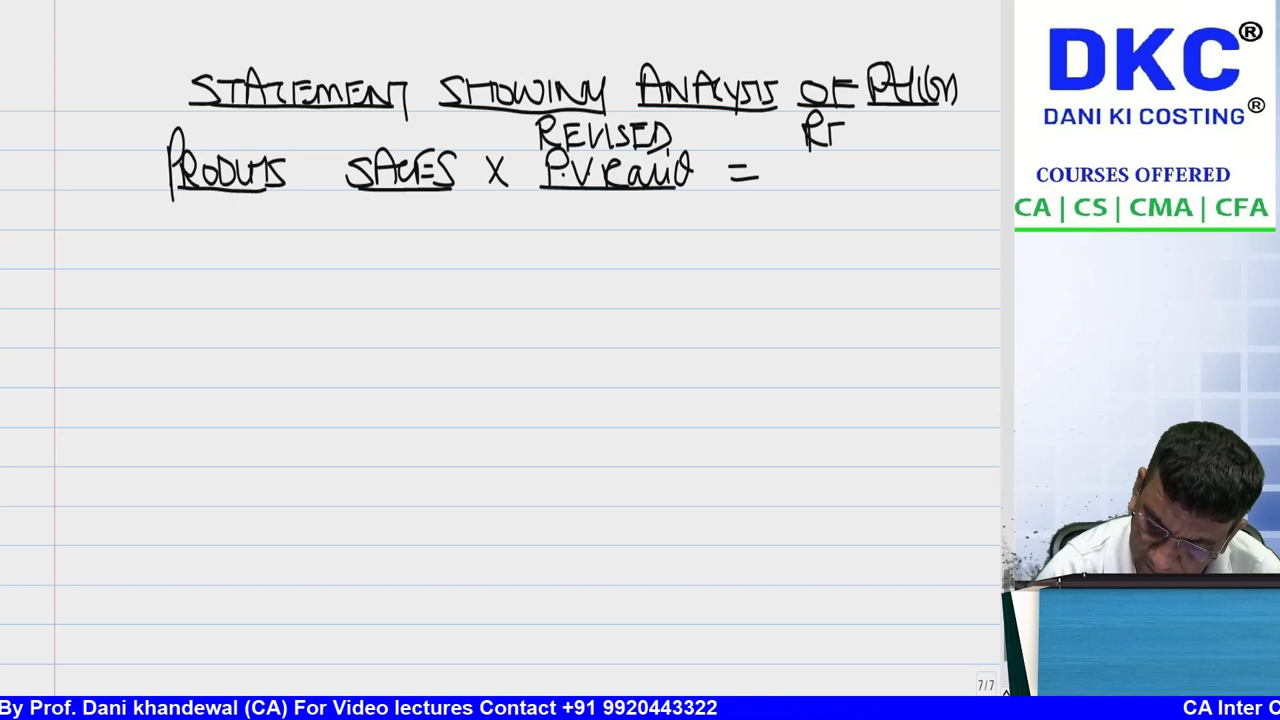 STATEMENT SHOWING ANALYSIS OF
REVISED RE
PRODUCTS SALES X P.V Ratio =
DKC®
DANI KI COSTING®
COURSES OFFERED
CA | CS | CMA | CFA
7/7
By Prof. Dani khandewal (CA) For Video lectures Contact +91 9920443322
CA Inter C